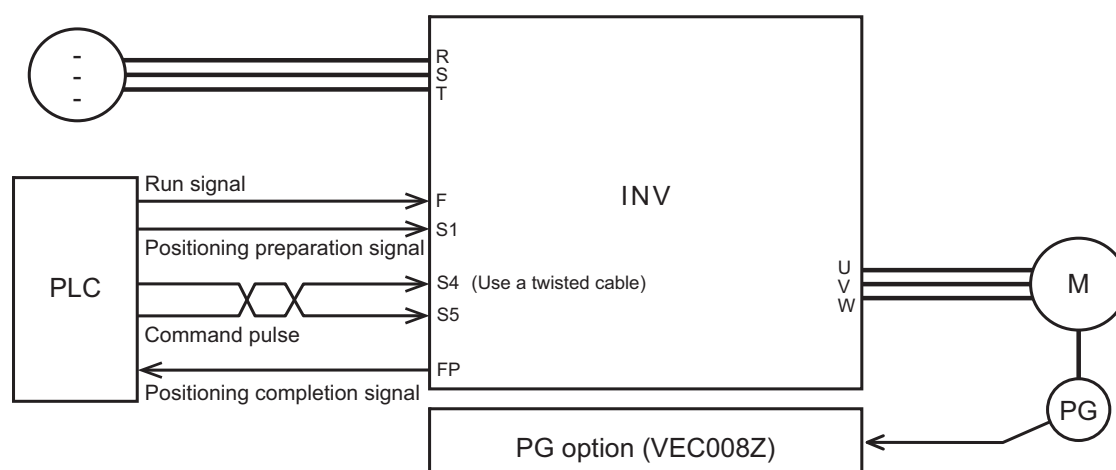 -
-
-
R
S
T
Run signal
F
S1
Positioning preparation signal
PLC
INV
S4 (Use a twisted cable)
S5
Command pulse
FP
Positioning completion signal
U
V
W
M
PG
PG option (VEC008Z)